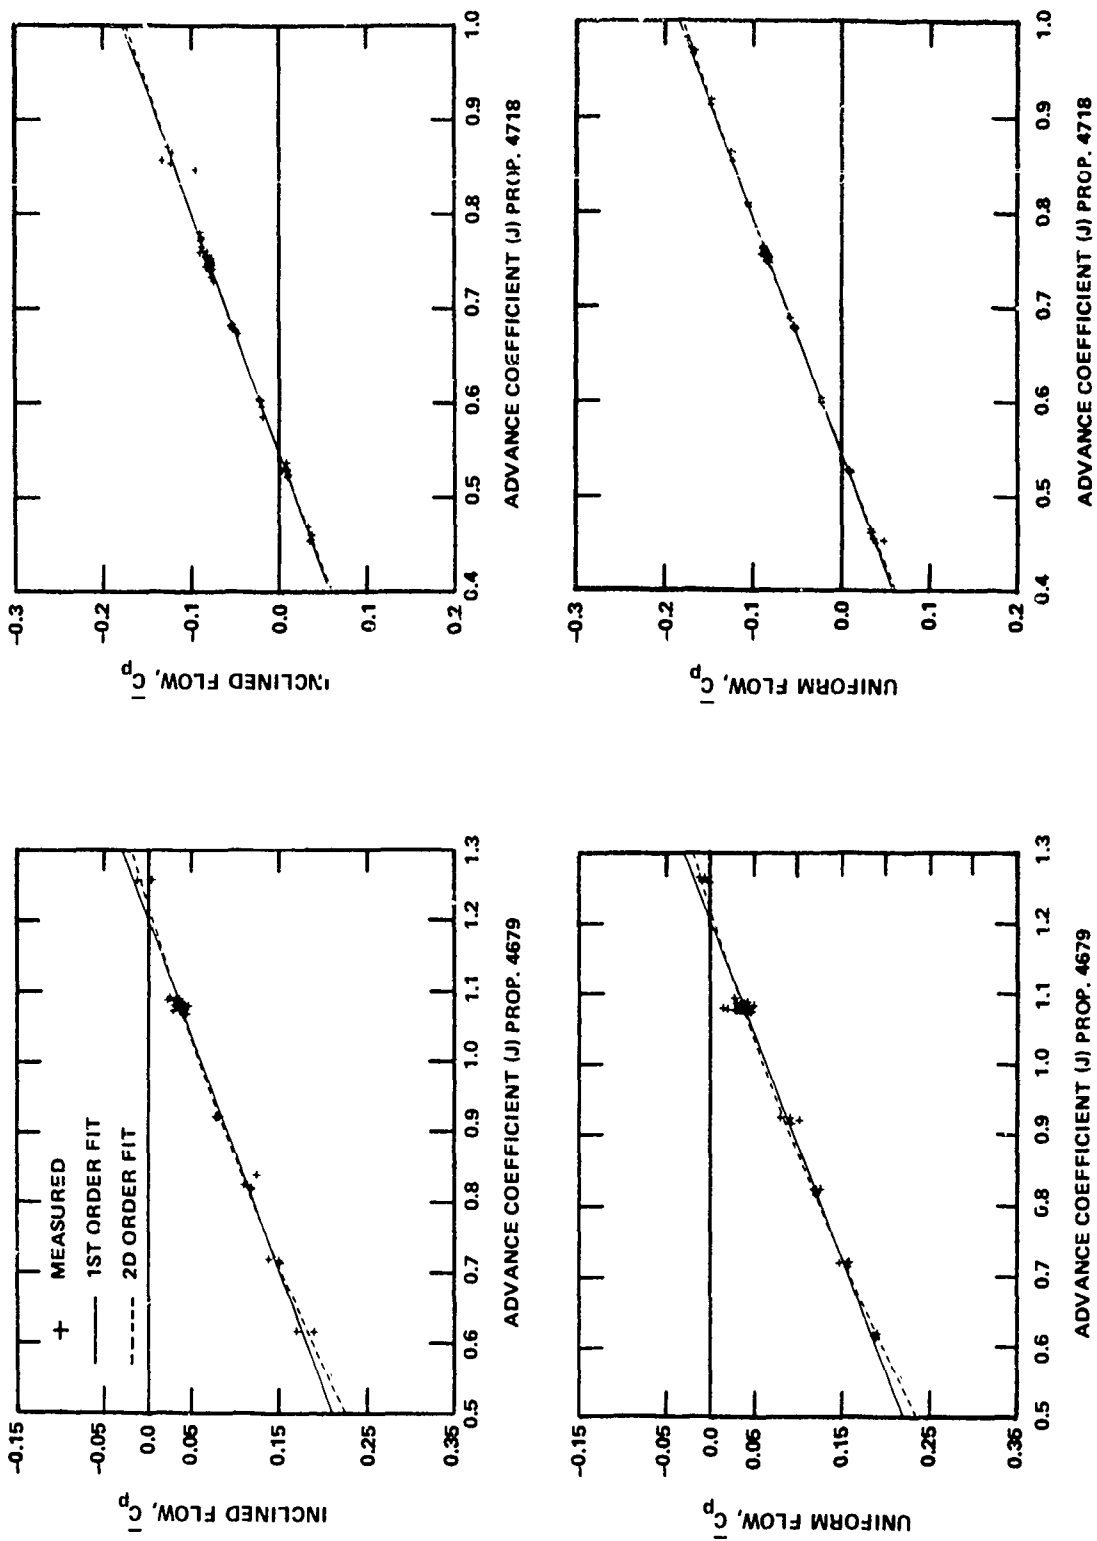 INCLINED FLOW, C̅p
-0.15
-0.05
0.0
0.05
0.15
0.25
0.35
+ MEASURED
1ST ORDER FIT
2D ORDER FIT
0.5 0.6 0.7 0.8 0.9 1.0 1.1 1.2 1.3
ADVANCE COEFFICIENT (J) PROP. 4679
INCLINED FLOW, C̅p
-0.3
-0.2
-0.1
0.0
0.1
0.2
0.4 0.5 0.6 0.7 0.8 0.9 1.0
ADVANCE COEFFICIENT (J) PROP. 4718
UNIFORM FLOW, C̅p
-0.15
-0.05
0.0
0.05
0.15
0.25
0.35
0.5 0.6 0.7 0.8 0.9 1.0 1.1 1.2 1.3
ADVANCE COEFFICIENT (J) PROP. 4679
UNIFORM FLOW, C̅p
-0.3
-0.2
-0.1
0.0
0.1
0.2
0.4 0.5 0.6 0.7 0.8 0.9 1.0
ADVANCE COEFFICIENT (J) PROP. 4718